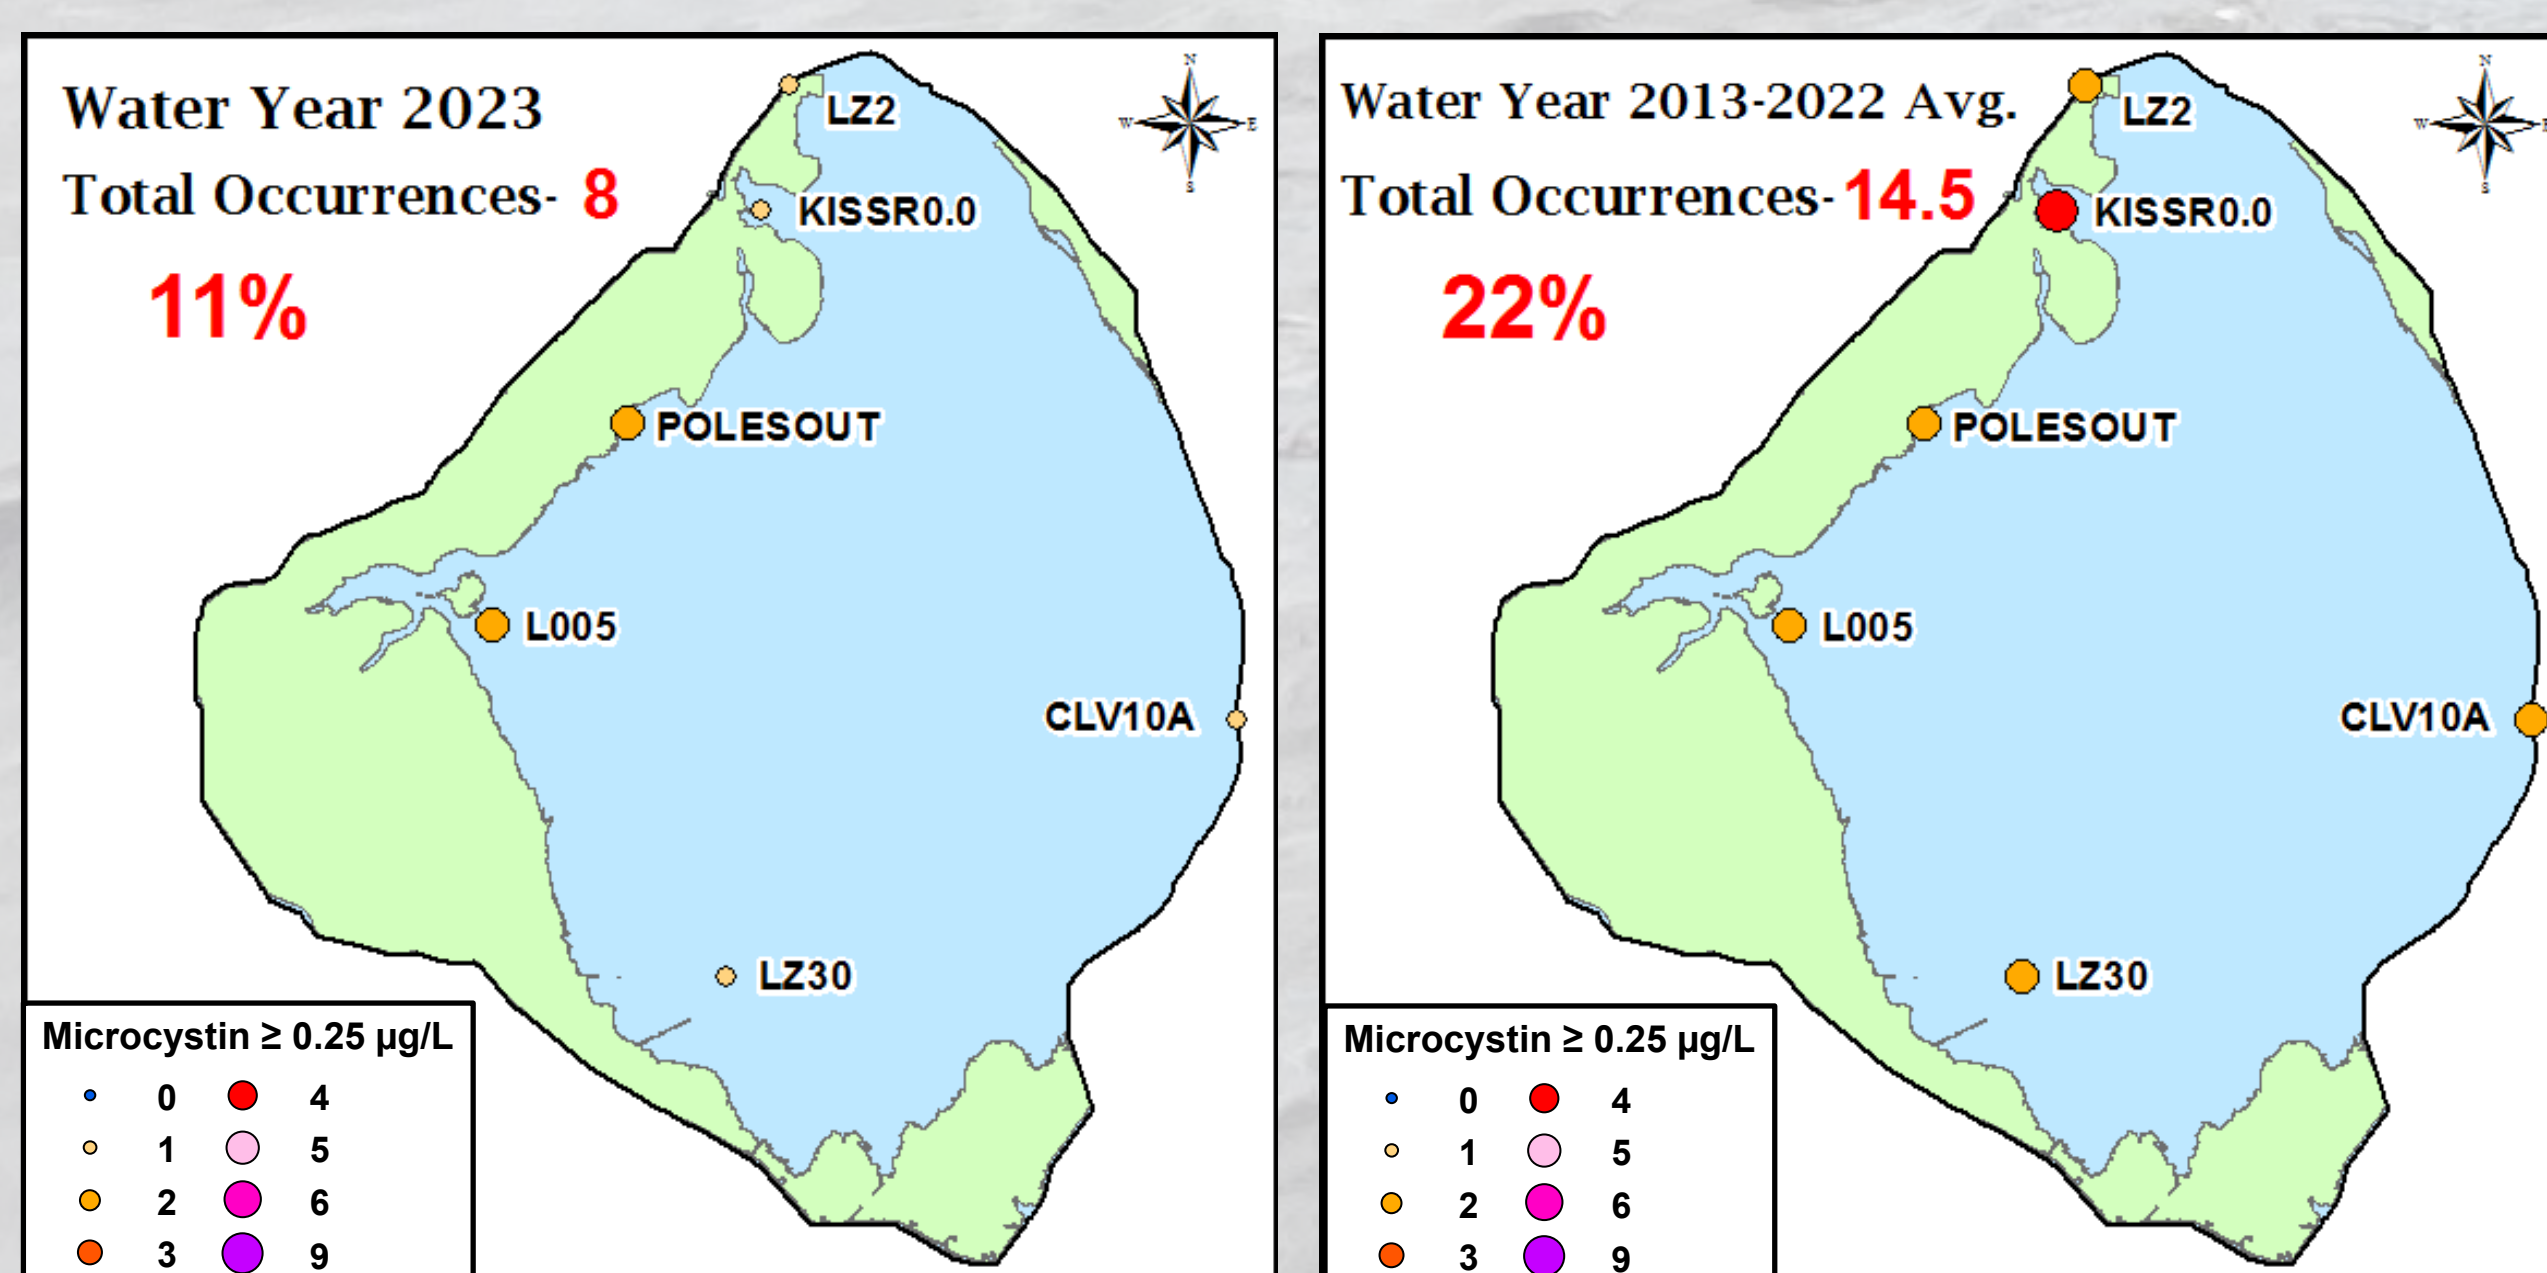 Water Year 2023
Total Occurrences- 8
11%
N
W
E
S
LZ2
KISSR0.0
POLESOUT
L005
CLV10A
LZ30
Microcystin ≥ 0.25 µg/L
0 4
1 5
2 6
3 9
Water Year 2013-2022 Avg.
Total Occurrences- 14.5
22%
N
W
E
S
LZ2
KISSR0.0
POLESOUT
L005
CLV10A
LZ30
Microcystin ≥ 0.25 µg/L
0 4
1 5
2 6
3 9